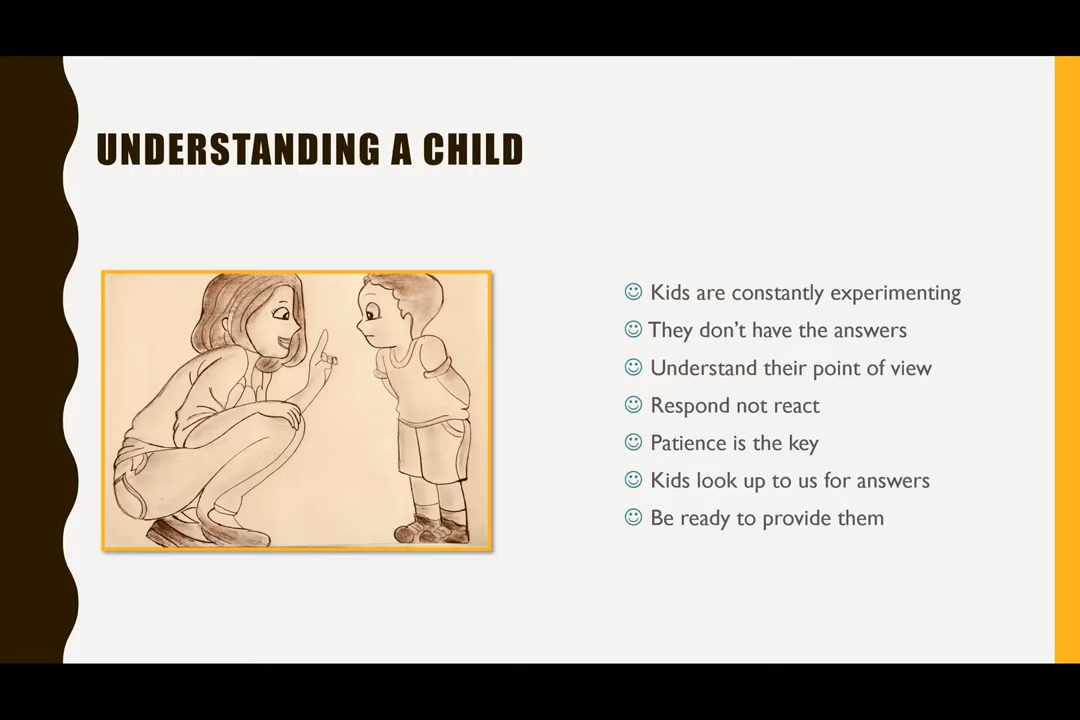 UNDERSTANDING A CHILD
Kids are constantly experimenting
They don't have the answers
Understand their point of view
Respond not react
Patience is the key
Kids look up to us for answers
Be ready to provide them